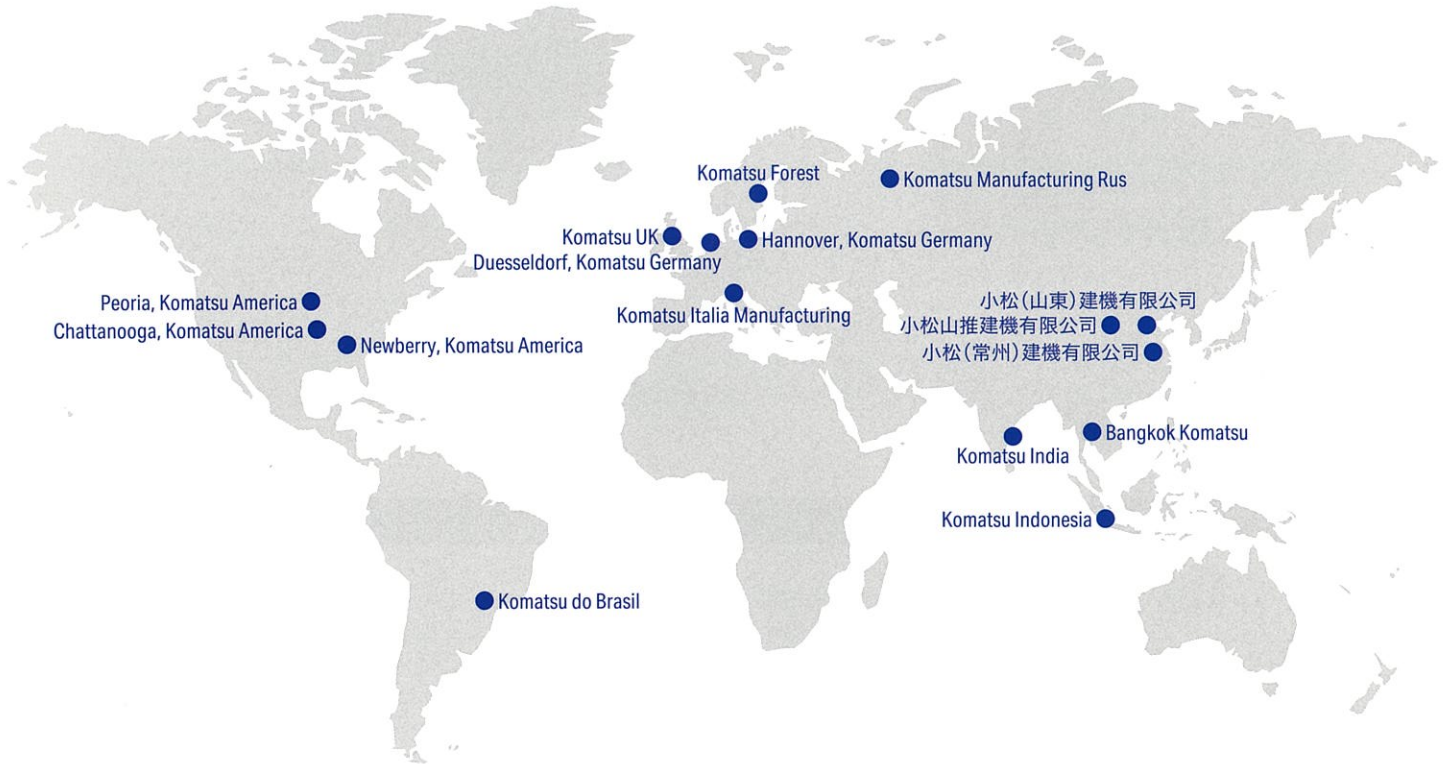 Komatsu Forest
Komatsu Manufacturing Rus
Komatsu UK
Hannover, Komatsu Germany
Duesseldorf, Komatsu Germany
Peoria, Komatsu America
小松(山東)建機有限公司
Komatsu Italia Manufacturing
小松山推建機有限公司
Chattanooga, Komatsu America
Newberry, Komatsu America
小松(常州)建機有限公司
Bangkok Komatsu
Komatsu India
Komatsu Indonesia
Komatsu do Brasil